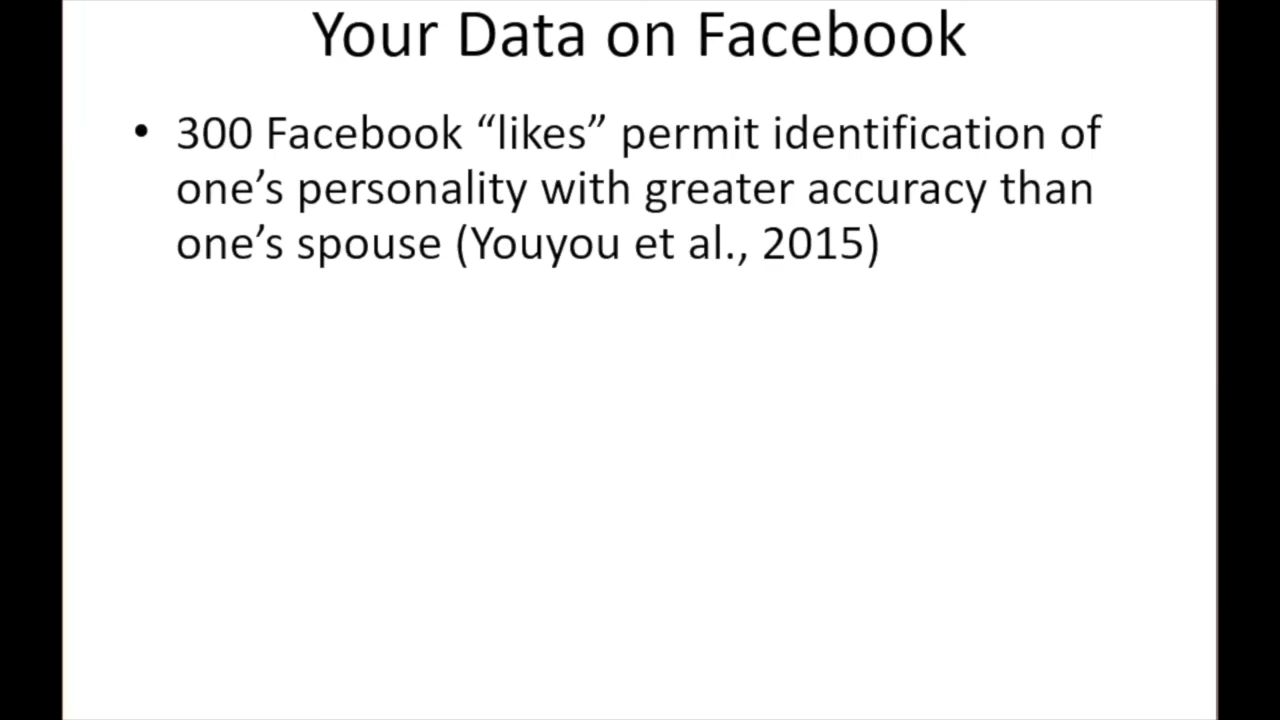 Your Data on Facebook
• 300 Facebook “likes” permit identification of
one’s personality with greater accuracy than
one’s spouse (Youyou et al., 2015)